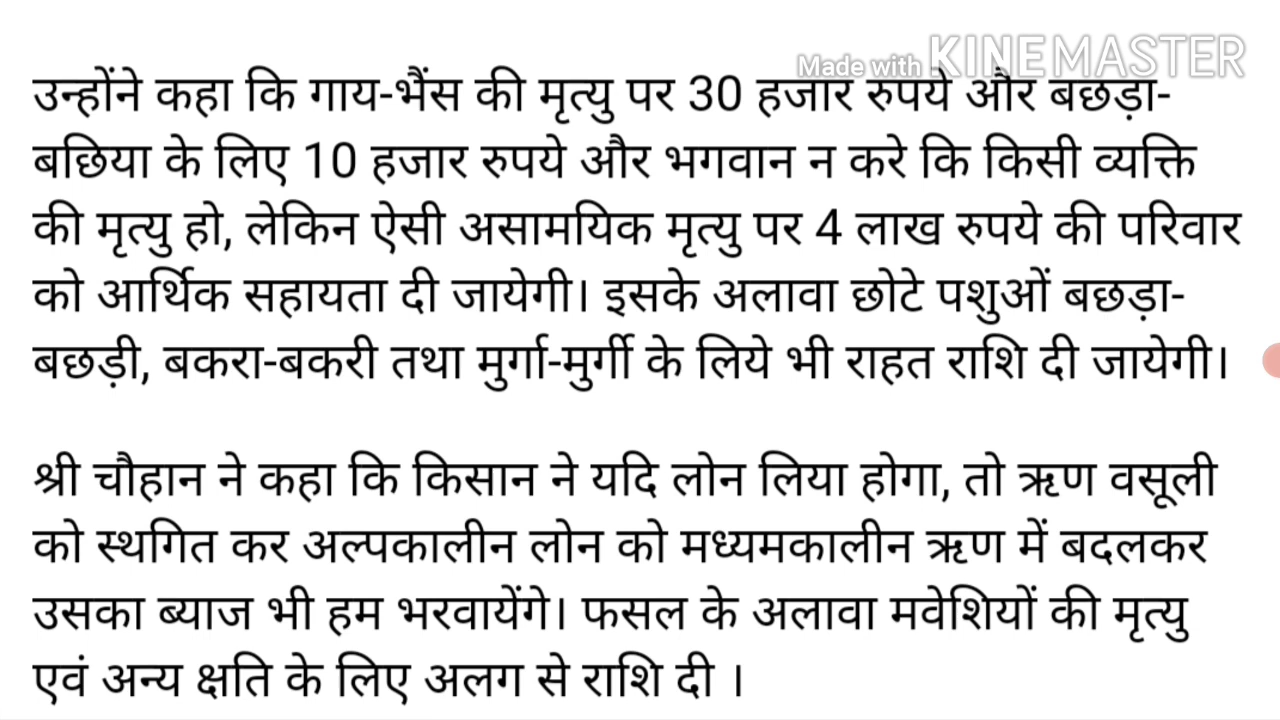 Made with KINEMASTER
उन्होंने कहा कि गाय-भैंस की मृत्यु पर 30 हजार रुपये और बछड़ा-
बछिया के लिए 10 हजार रुपये और भगवान न करे कि किसी व्यक्ति
की मृत्यु हो, लेकिन ऐसी असामयिक मृत्यु पर 4 लाख रुपये की परिवार
को आर्थिक सहायता दी जायेगी। इसके अलावा छोटे पशुओं बछड़ा-
बछड़ी, बकरा-बकरी तथा मुर्गा-मुर्गी के लिये भी राहत राशि दी जायेगी।
श्री चौहान ने कहा कि किसान ने यदि लोन लिया होगा, तो ऋण वसूली
को स्थगित कर अल्पकालीन लोन को मध्यमकालीन ऋण में बदलकर
उसका ब्याज भी हम भरवायेंगे। फसल के अलावा मवेशियों की मृत्यु
एवं अन्य क्षति के लिए अलग से राशि दी ।